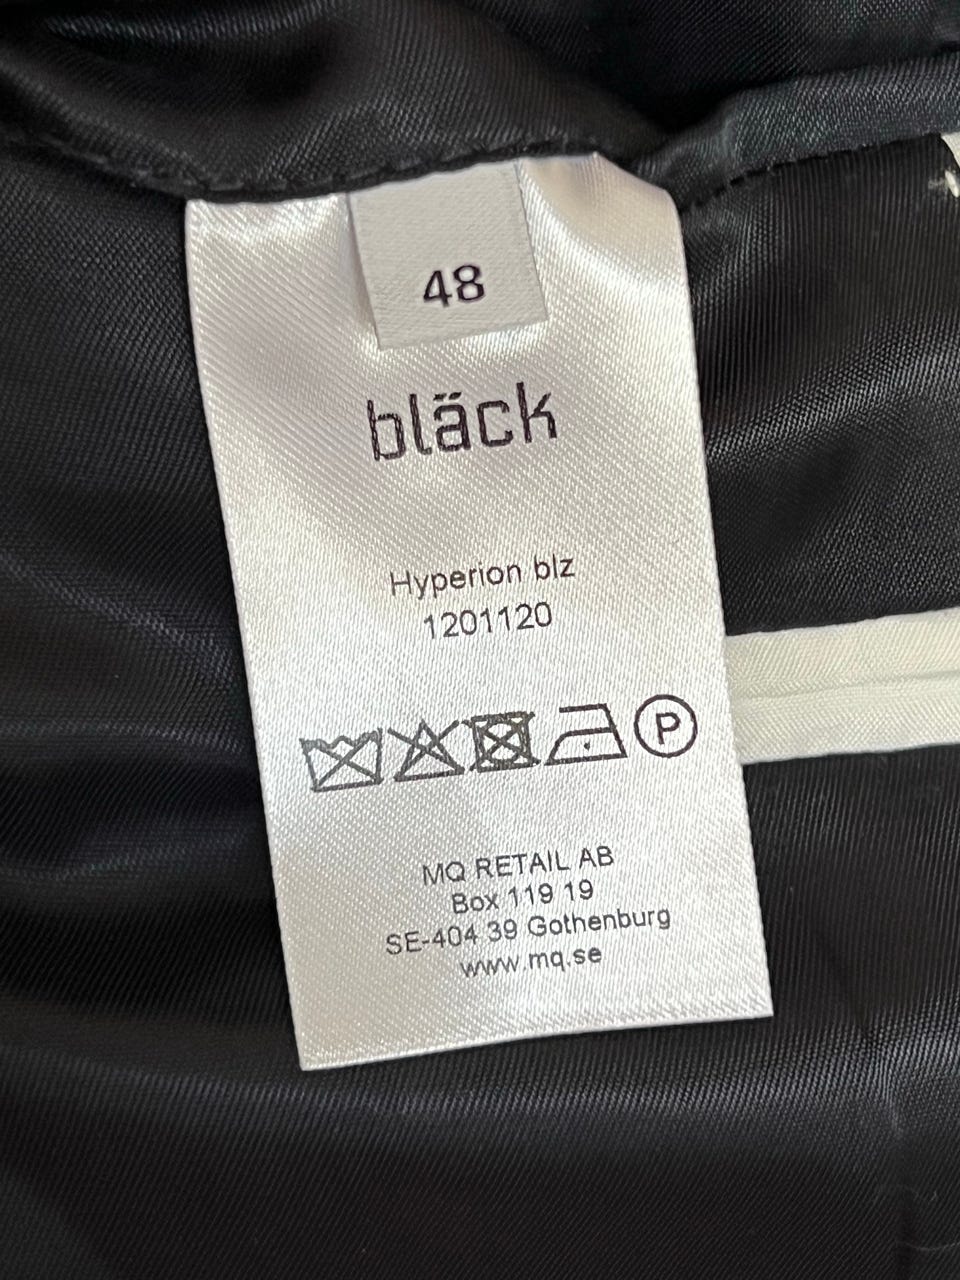 48
bläck
Hyperion blz
1201120
P
MQ RETAIL AB
Box 119 19
SE-404 39 Gothenburg
www.mq.se